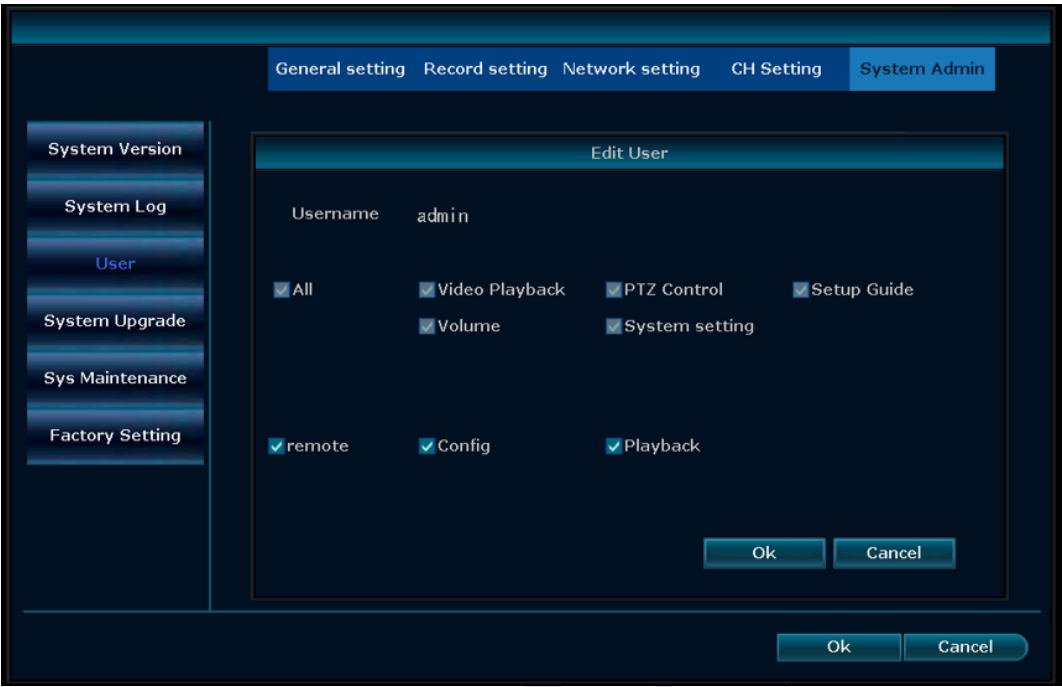 General setting Record setting Network setting CH Setting System Admin
System Version
System Log
User
System Upgrade
Sys Maintenance
Factory Setting
Edit User
Username admin
All Video Playback PTZ Control Setup Guide
Volume System setting
remote Config Playback
Ok Cancel
Ok Cancel